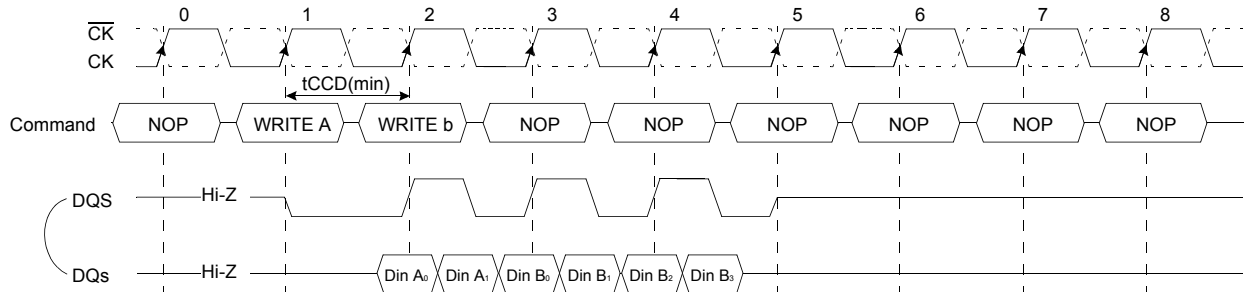 0 1 2 3 4 5 6 7 8
CK
CK
tCCD(min)
Command NOP WRITE A WRITE b NOP NOP NOP NOP NOP NOP
DQS Hi-Z
DQs Hi-Z Din A₀ Din A₁ Din B₀ Din B₁ Din B₂ Din B₃